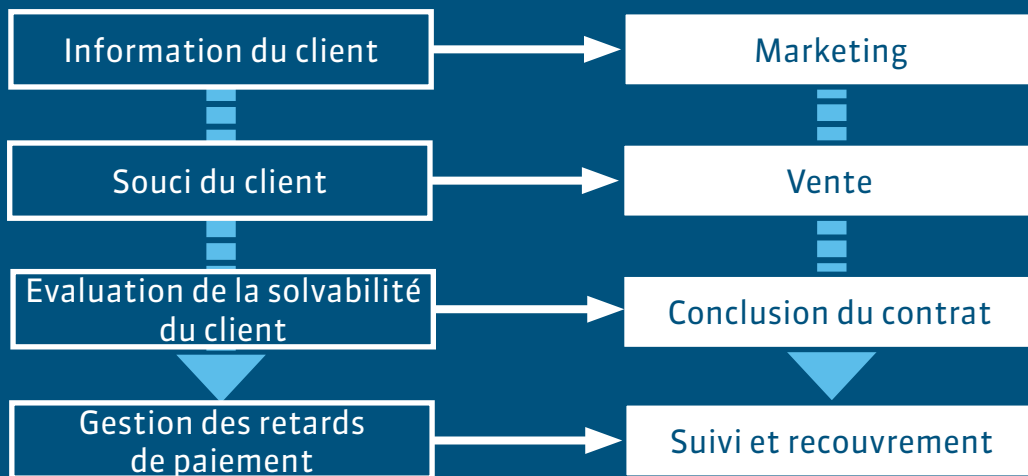 Information du client
Marketing
Souci du client
Vente
Evaluation de la solvabilité
du client
Conclusion du contrat
Gestion des retards
de paiement
Suivi et recouvrement